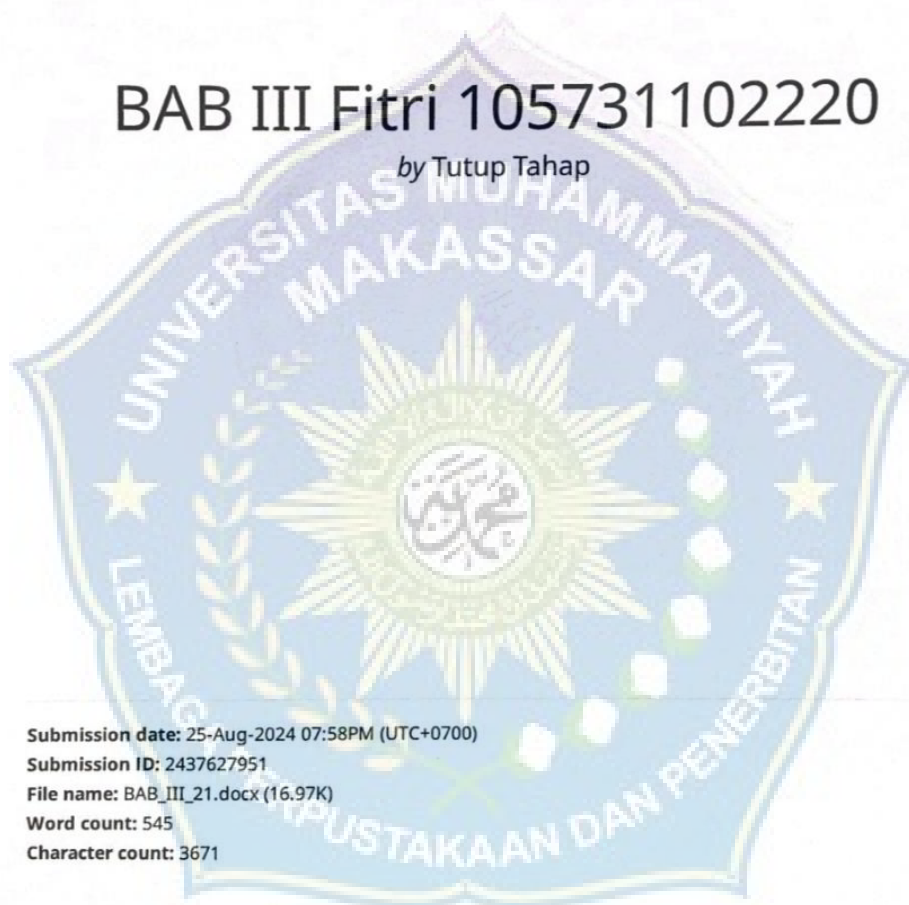 BAB III Fitri 105731102220
by Tutup Tahap
UNIVERSITAS MUHAMMADIYAH
MAKASSAR
LEMBAGA PERPUSTAKAAN DAN PENERBITAN
Submission date: 25-Aug-2024 07:58PM (UTC+0700)
Submission ID: 2437627951
File name: BAB_III_21.docx (16.97K)
Word count: 545
Character count: 3671